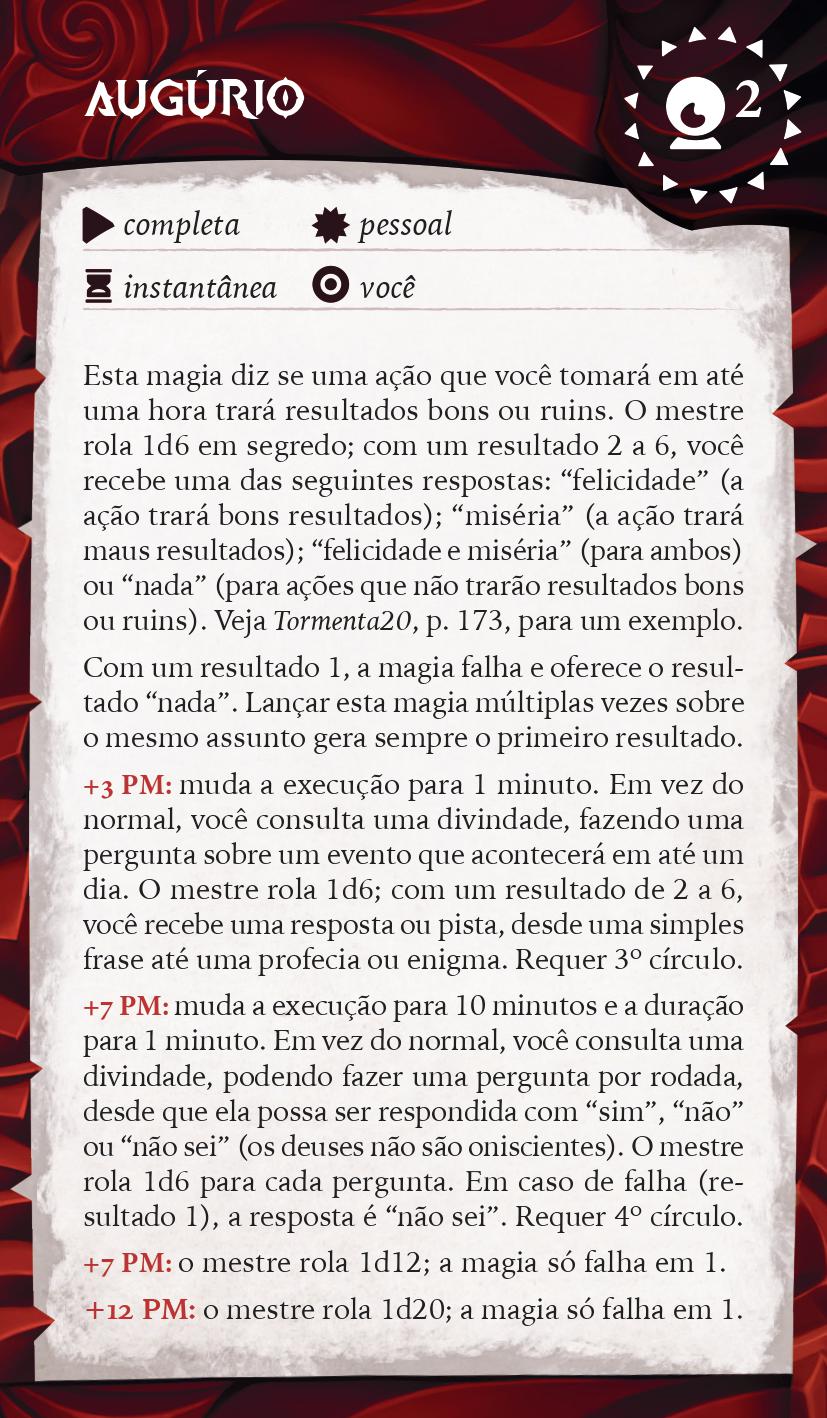 AUGÚRIO
2
completa pessoal
instantânea você
Esta magia diz se uma ação que você tomará em até
uma hora trará resultados bons ou ruins. O mestre
rola 1d6 em segredo; com um resultado 2 a 6, você
recebe uma das seguintes respostas: “felicidade” (a
ação trará bons resultados); “miséria” (a ação trará
maus resultados); “felicidade e miséria” (para ambos)
ou “nada” (para ações que não trarão resultados bons
ou ruins). Veja Tormenta20, p. 173, para um exemplo.
Com um resultado 1, a magia falha e oferece o resul-
tado “nada”. Lançar esta magia múltiplas vezes sobre
o mesmo assunto gera sempre o primeiro resultado.
+3 PM: muda a execução para 1 minuto. Em vez do
normal, você consulta uma divindade, fazendo uma
pergunta sobre um evento que acontecerá em até um
dia. O mestre rola 1d6; com um resultado de 2 a 6,
você recebe uma resposta ou pista, desde uma simples
frase até uma profecia ou enigma. Requer 3º círculo.
+7 PM: muda a execução para 10 minutos e a duração
para 1 minuto. Em vez do normal, você consulta uma
divindade, podendo fazer uma pergunta por rodada,
desde que ela possa ser respondida com “sim”, “não”
ou “não sei” (os deuses não são oniscientes). O mestre
rola 1d6 para cada pergunta. Em caso de falha (re-
sultado 1), a resposta é “não sei”. Requer 4º círculo.
+7 PM: o mestre rola 1d12; a magia só falha em 1.
+12 PM: o mestre rola 1d20; a magia só falha em 1.